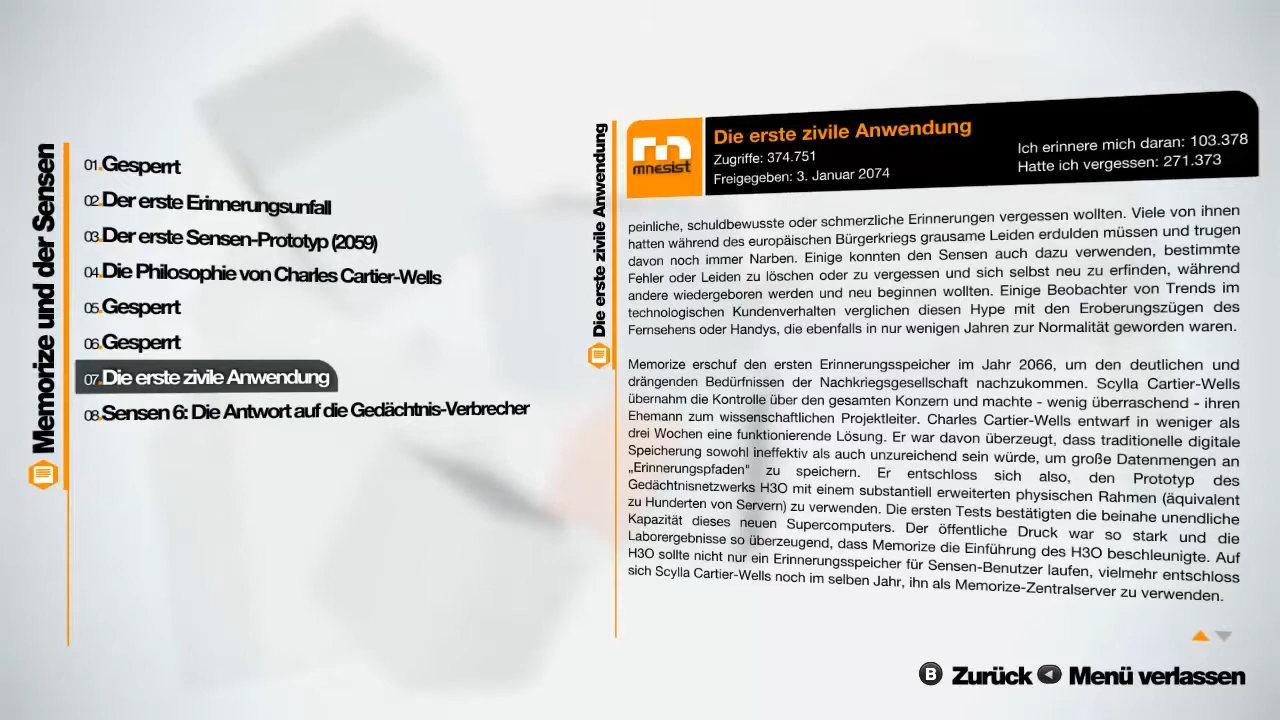 Memorize und der Sensen
01.Gesperrt
02.Der erste Erinnerungsunfall
03.Der erste Sensen-Prototyp (2059)
04.Die Philosophie von Charles Cartier-Wells
05.Gesperrt
06.Gesperrt
07.Die erste zivile Anwendung
08.Sensen 6: Die Antwort auf die Gedächtnis-Verbrecher
Die erste zivile Anwendung
mnesist
Die erste zivile Anwendung
Zugriffe: 374.751
Freigegeben: 3. Januar 2074
Ich erinnere mich daran: 103.378
Hatte ich vergessen: 271.373
peinliche, schuldbewusste oder schmerzliche Erinnerungen vergessen wollten. Viele von ihnen
hatten während des europäischen Bürgerkriegs grausame Leiden erdulden müssen und trugen
davon noch immer Narben. Einige konnten den Sensen auch dazu verwenden, bestimmte
Fehler oder Leiden zu löschen oder zu vergessen und sich selbst neu zu erfinden, während
andere wiedergeboren werden und neu beginnen wollten. Einige Beobachter von Trends im
technologischen Kundenverhalten verglichen diesen Hype mit den Eroberungszügen des
Fernsehens oder Handys, die ebenfalls in nur wenigen Jahren zur Normalität geworden waren.
Memorize erschuf den ersten Erinnerungsspeicher im Jahr 2066, um den deutlichen und
drängenden Bedürfnissen der Nachkriegsgesellschaft nachzukommen. Scylla Cartier-Wells
übernahm die Kontrolle über den gesamten Konzern und machte - wenig überraschend - ihren
Ehemann zum wissenschaftlichen Projektleiter. Charles Cartier-Wells entwarf in weniger als
drei Wochen eine funktionierende Lösung. Er war davon überzeugt, dass traditionelle digitale
Speicherung sowohl ineffektiv als auch unzureichend sein würde, um große Datenmengen an
„Erinnerungspfaden" zu speichern. Er entschloss sich also, den Prototyp des
Gedächtnisnetzwerks H3O mit einem substantiell erweiterten physischen Rahmen (äquivalent
zu Hunderten von Servern) zu verwenden. Die ersten Tests bestätigten die beinahe unendliche
Kapazität dieses neuen Supercomputers. Der öffentliche Druck war so stark und die
Laborergebnisse so überzeugend, dass Memorize die Einführung des H3O beschleunigte. Auf
H3O sollte nicht nur ein Erinnerungsspeicher für Sensen-Benutzer laufen, vielmehr entschloss
sich Scylla Cartier-Wells noch im selben Jahr, ihn als Memorize-Zentralserver zu verwenden.
B Zurück Menü verlassen